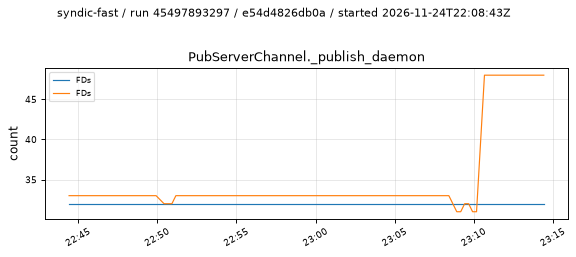 syndic-fast / run 45497893297 / e54d4826db0a / started 2026-11-24T22:08:43Z
PubServerChannel._publish_daemon
FDs
FDs
count
45
40
35
22:45
22:50
22:55
23:00
23:05
23:10
23:15